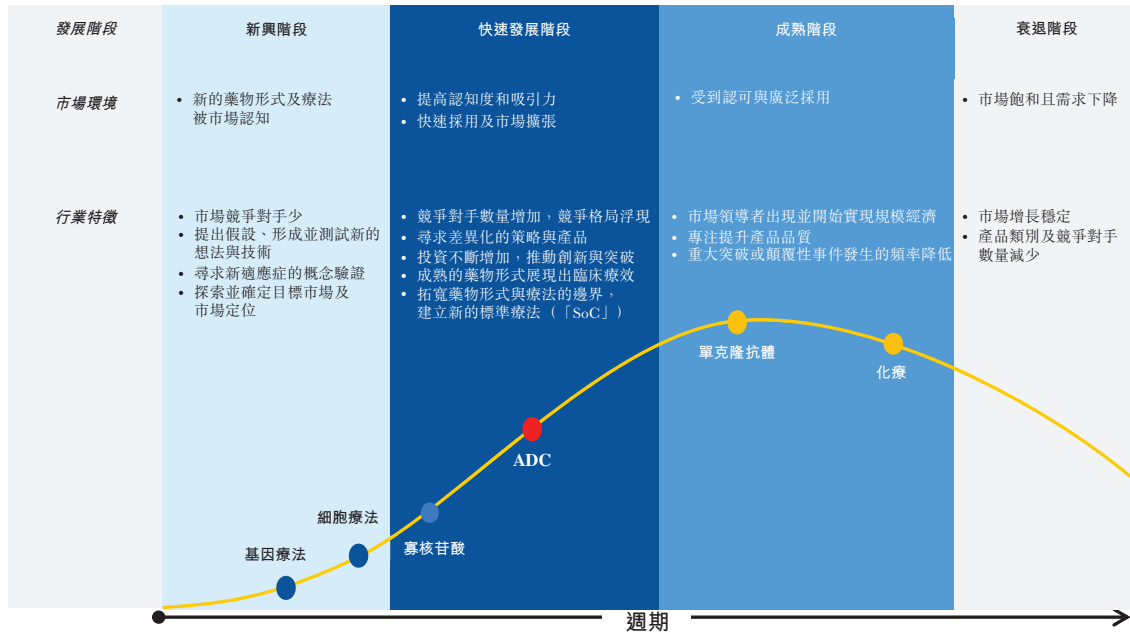 發展階段
新興階段
快速發展階段
成熟階段
衰退階段
市場環境
• 新的藥物形式及療法
被市場認知
• 提高認知度和吸引力
• 快速採用及市場擴張
• 受到認可與廣泛採用
• 市場飽和且需求下降
行業特徵
• 市場競爭對手少
• 提出假設、形成並測試新的
想法與技術
• 尋求新適應症的概念驗證
• 探索並確定目標市場及
市場定位
• 競爭對手數量增加，競爭格局浮現
• 尋求差異化的策略與產品
• 投資不斷增加，推動創新與突破
• 成熟的藥物形式展現出臨床療效
• 拓寬藥物形式與療法的邊界，
建立新的標準療法（「SoC」）
• 市場領導者出現並開始實現規模經濟
• 專注提升產品品質
• 重大突破或顛覆性事件發生的頻率降低
• 市場增長穩定
• 產品類別及競爭對手
數量減少
單克隆抗體
化療
ADC
細胞療法
寡核苷酸
基因療法
週期